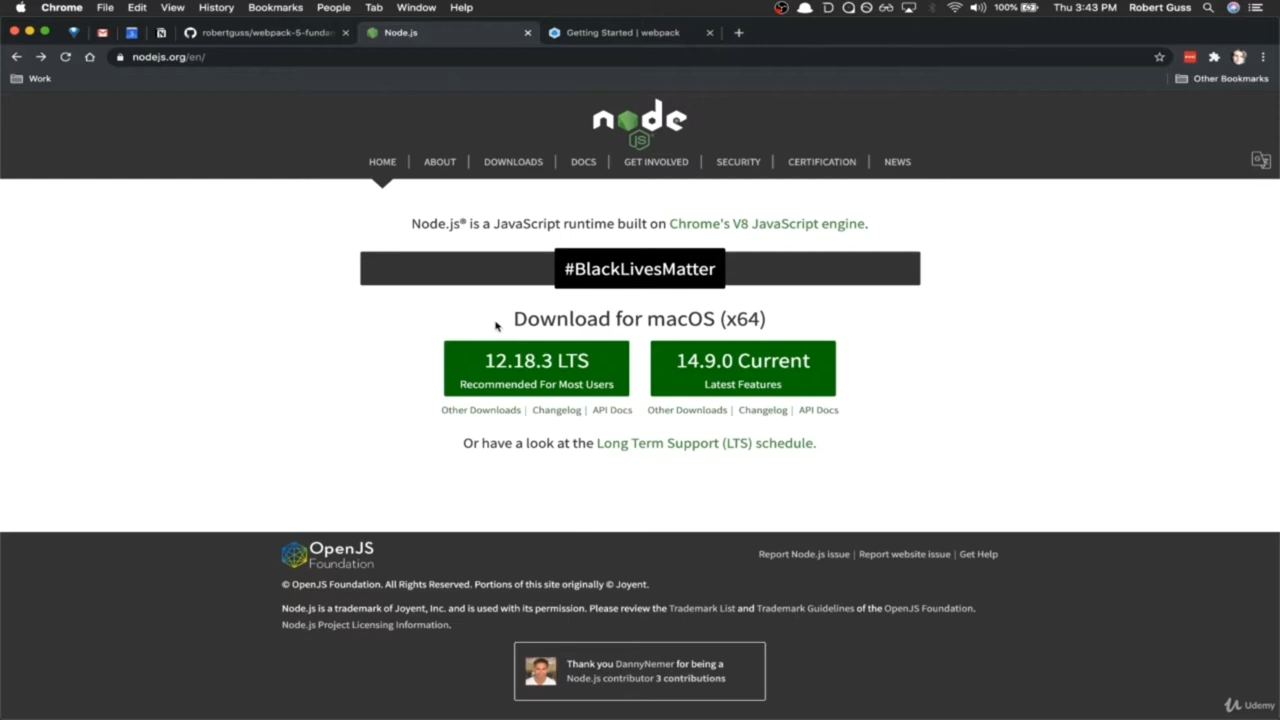 Chrome File Edit View History Bookmarks People Tab Window Help 100% Thu 3:43 PM Robert Guss
robertguss/webpack-5-fundar Node.js Getting Started | webpack
nodejs.org/en/
Work Other Bookmarks
node
JS
HOME | ABOUT | DOWNLOADS | DOCS | GET INVOLVED | SECURITY | CERTIFICATION | NEWS
Node.js® is a JavaScript runtime built on Chrome's V8 JavaScript engine.
#BlackLivesMatter
Download for macOS (x64)
12.18.3 LTS 14.9.0 Current
Recommended For Most Users Latest Features
Other Downloads | Changelog | API Docs Other Downloads | Changelog | API Docs
Or have a look at the Long Term Support (LTS) schedule.
OpenJS
Foundation
Report Node.js issue | Report website issue | Get Help
© OpenJS Foundation. All Rights Reserved. Portions of this site originally © Joyent.
Node.js is a trademark of Joyent, Inc. and is used with its permission. Please review the Trademark List and Trademark Guidelines of the OpenJS Foundation.
Node.js Project Licensing Information.
Thank you DannyNemer for being a
Node.js contributor 3 contributions
Udemy